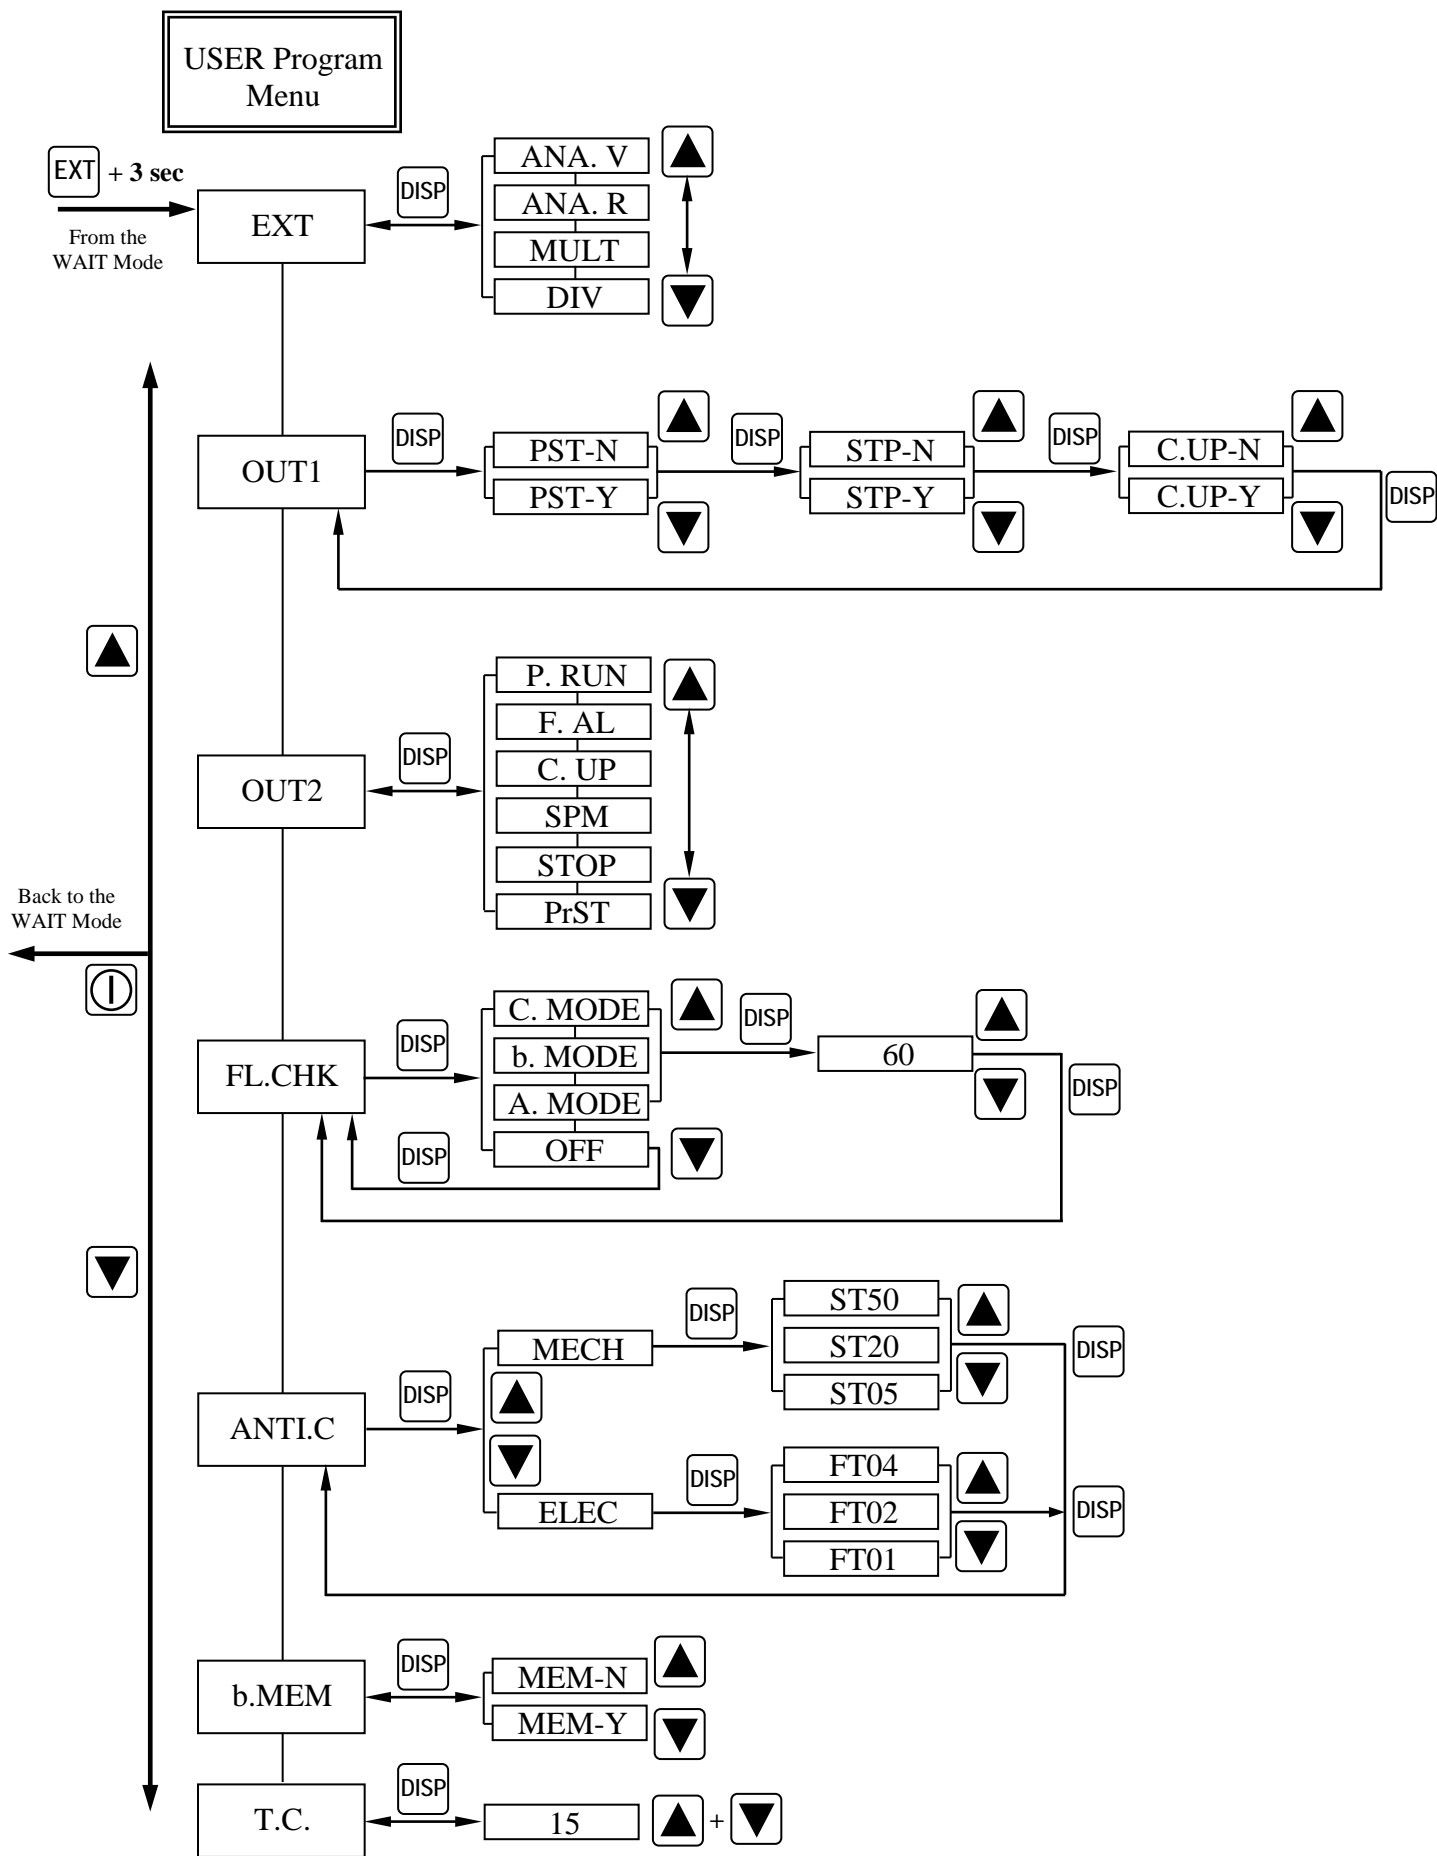 USER Program
Menu
EXT + 3 sec
From the
WAIT Mode
EXT
DISP
ANA. V
ANA. R
MULT
DIV
OUT1
DISP
PST-N
PST-Y
DISP
STP-N
STP-Y
DISP
C.UP-N
C.UP-Y
DISP
OUT2
DISP
P. RUN
F. AL
C. UP
SPM
STOP
PrST
Back to the
WAIT Mode
FL.CHK
DISP
DISP
C. MODE
b. MODE
A. MODE
OFF
DISP
60
DISP
ANTI.C
DISP
MECH
DISP
ST50
ST20
ST05
DISP
ELEC
DISP
FT04
FT02
FT01
DISP
b.MEM
DISP
MEM-N
MEM-Y
T.C.
DISP
15
+